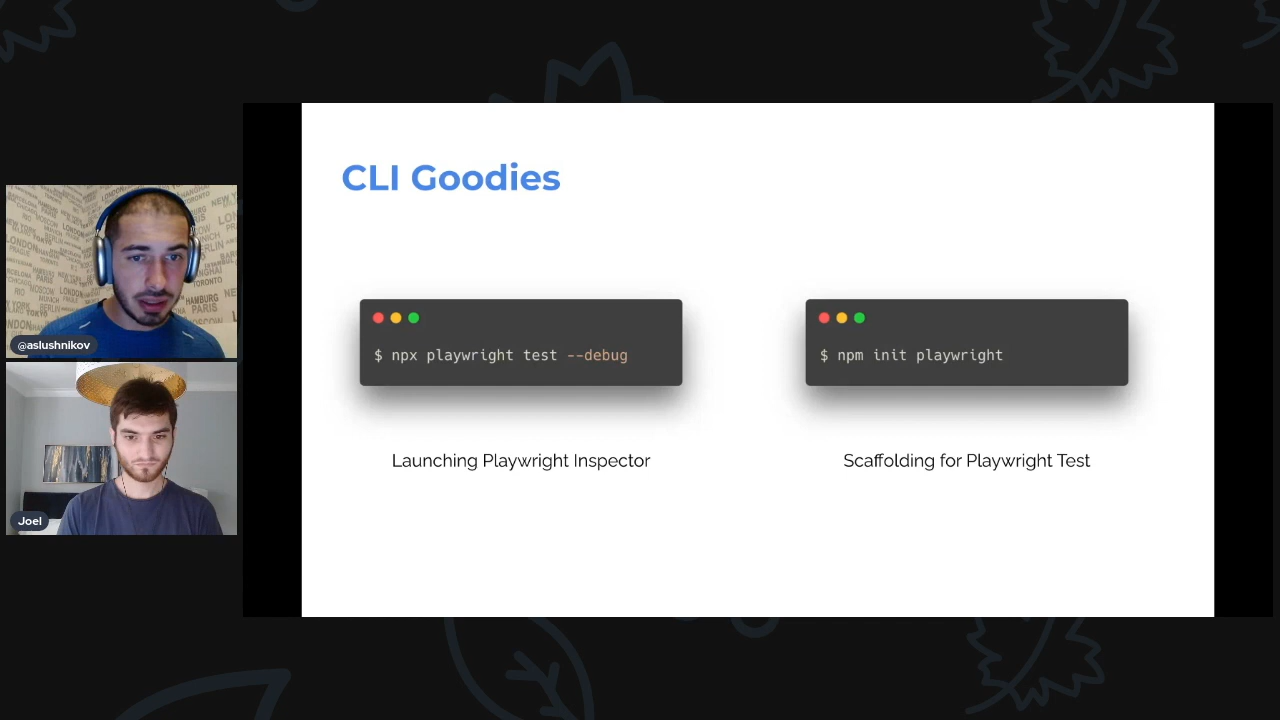 CLI Goodies
$ npx playwright test --debug
$ npm init playwright
Launching Playwright Inspector
Scaffolding for Playwright Test
@aslushnikov
Joel